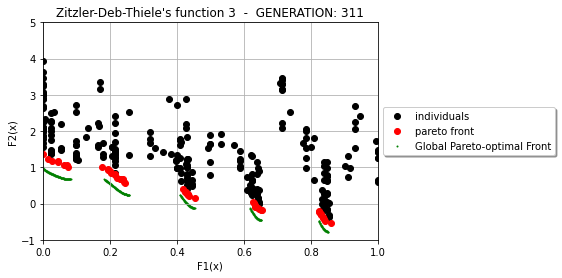 Zitzler-Deb-Thiele's function 3 - GENERATION: 311
5
4
3
2
1
0
−1
F2(x)
0.0 0.2 0.4 0.6 0.8 1.0
F1(x)
individuals
pareto front
Global Pareto-optimal Front